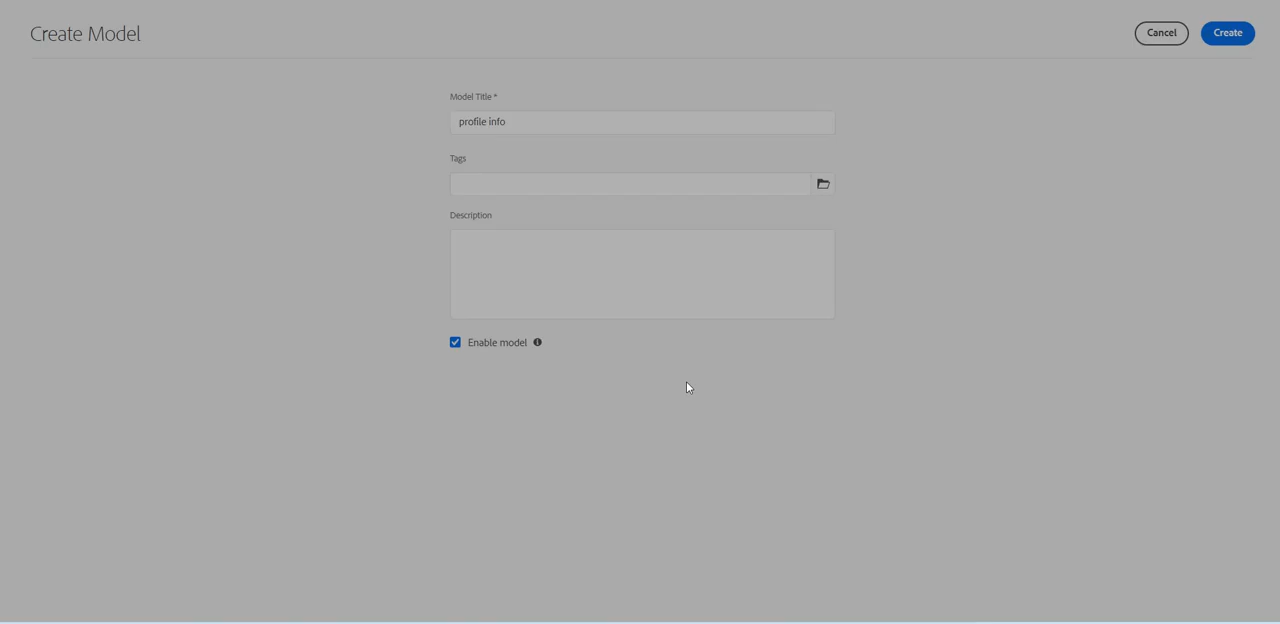 Create Model
Cancel
Create
Model Title *
profile info
Tags
Description
Enable model